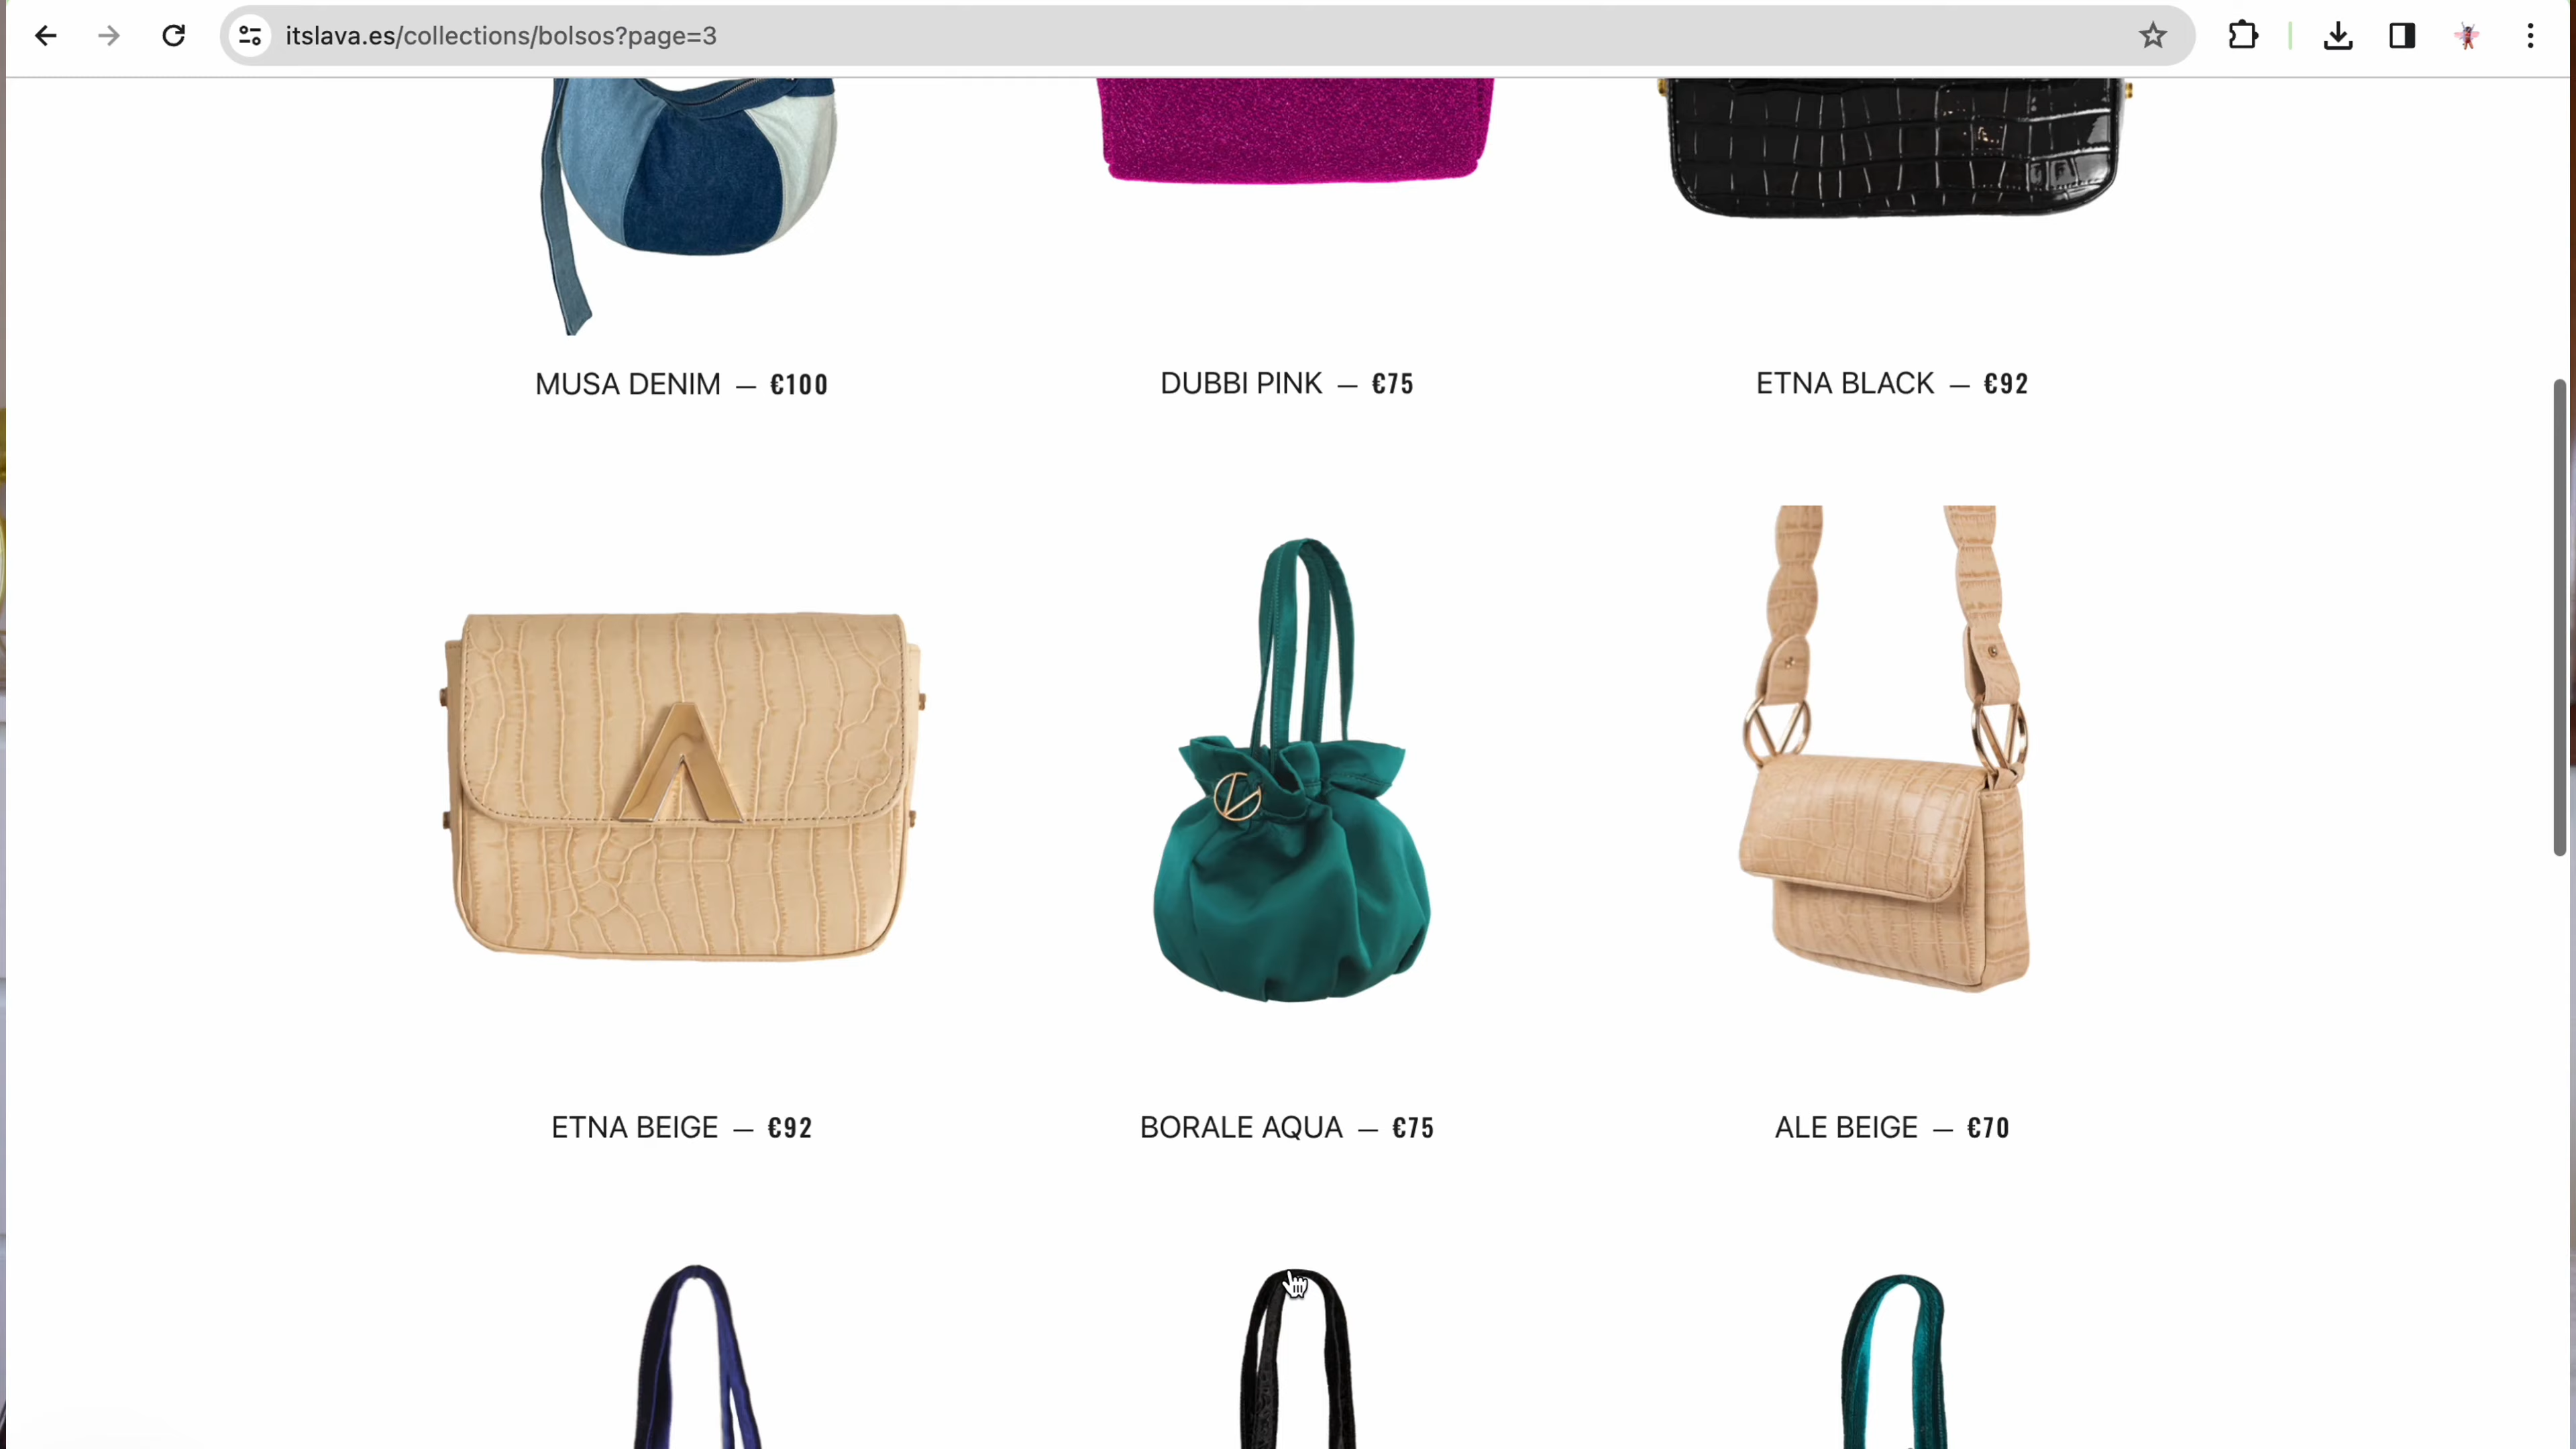 itslava.es/collections/bolsos?page=3
MUSA DENIM — €100
DUBBI PINK — €75
ETNA BLACK — €92
ETNA BEIGE — €92
BORALE AQUA — €75
ALE BEIGE — €70